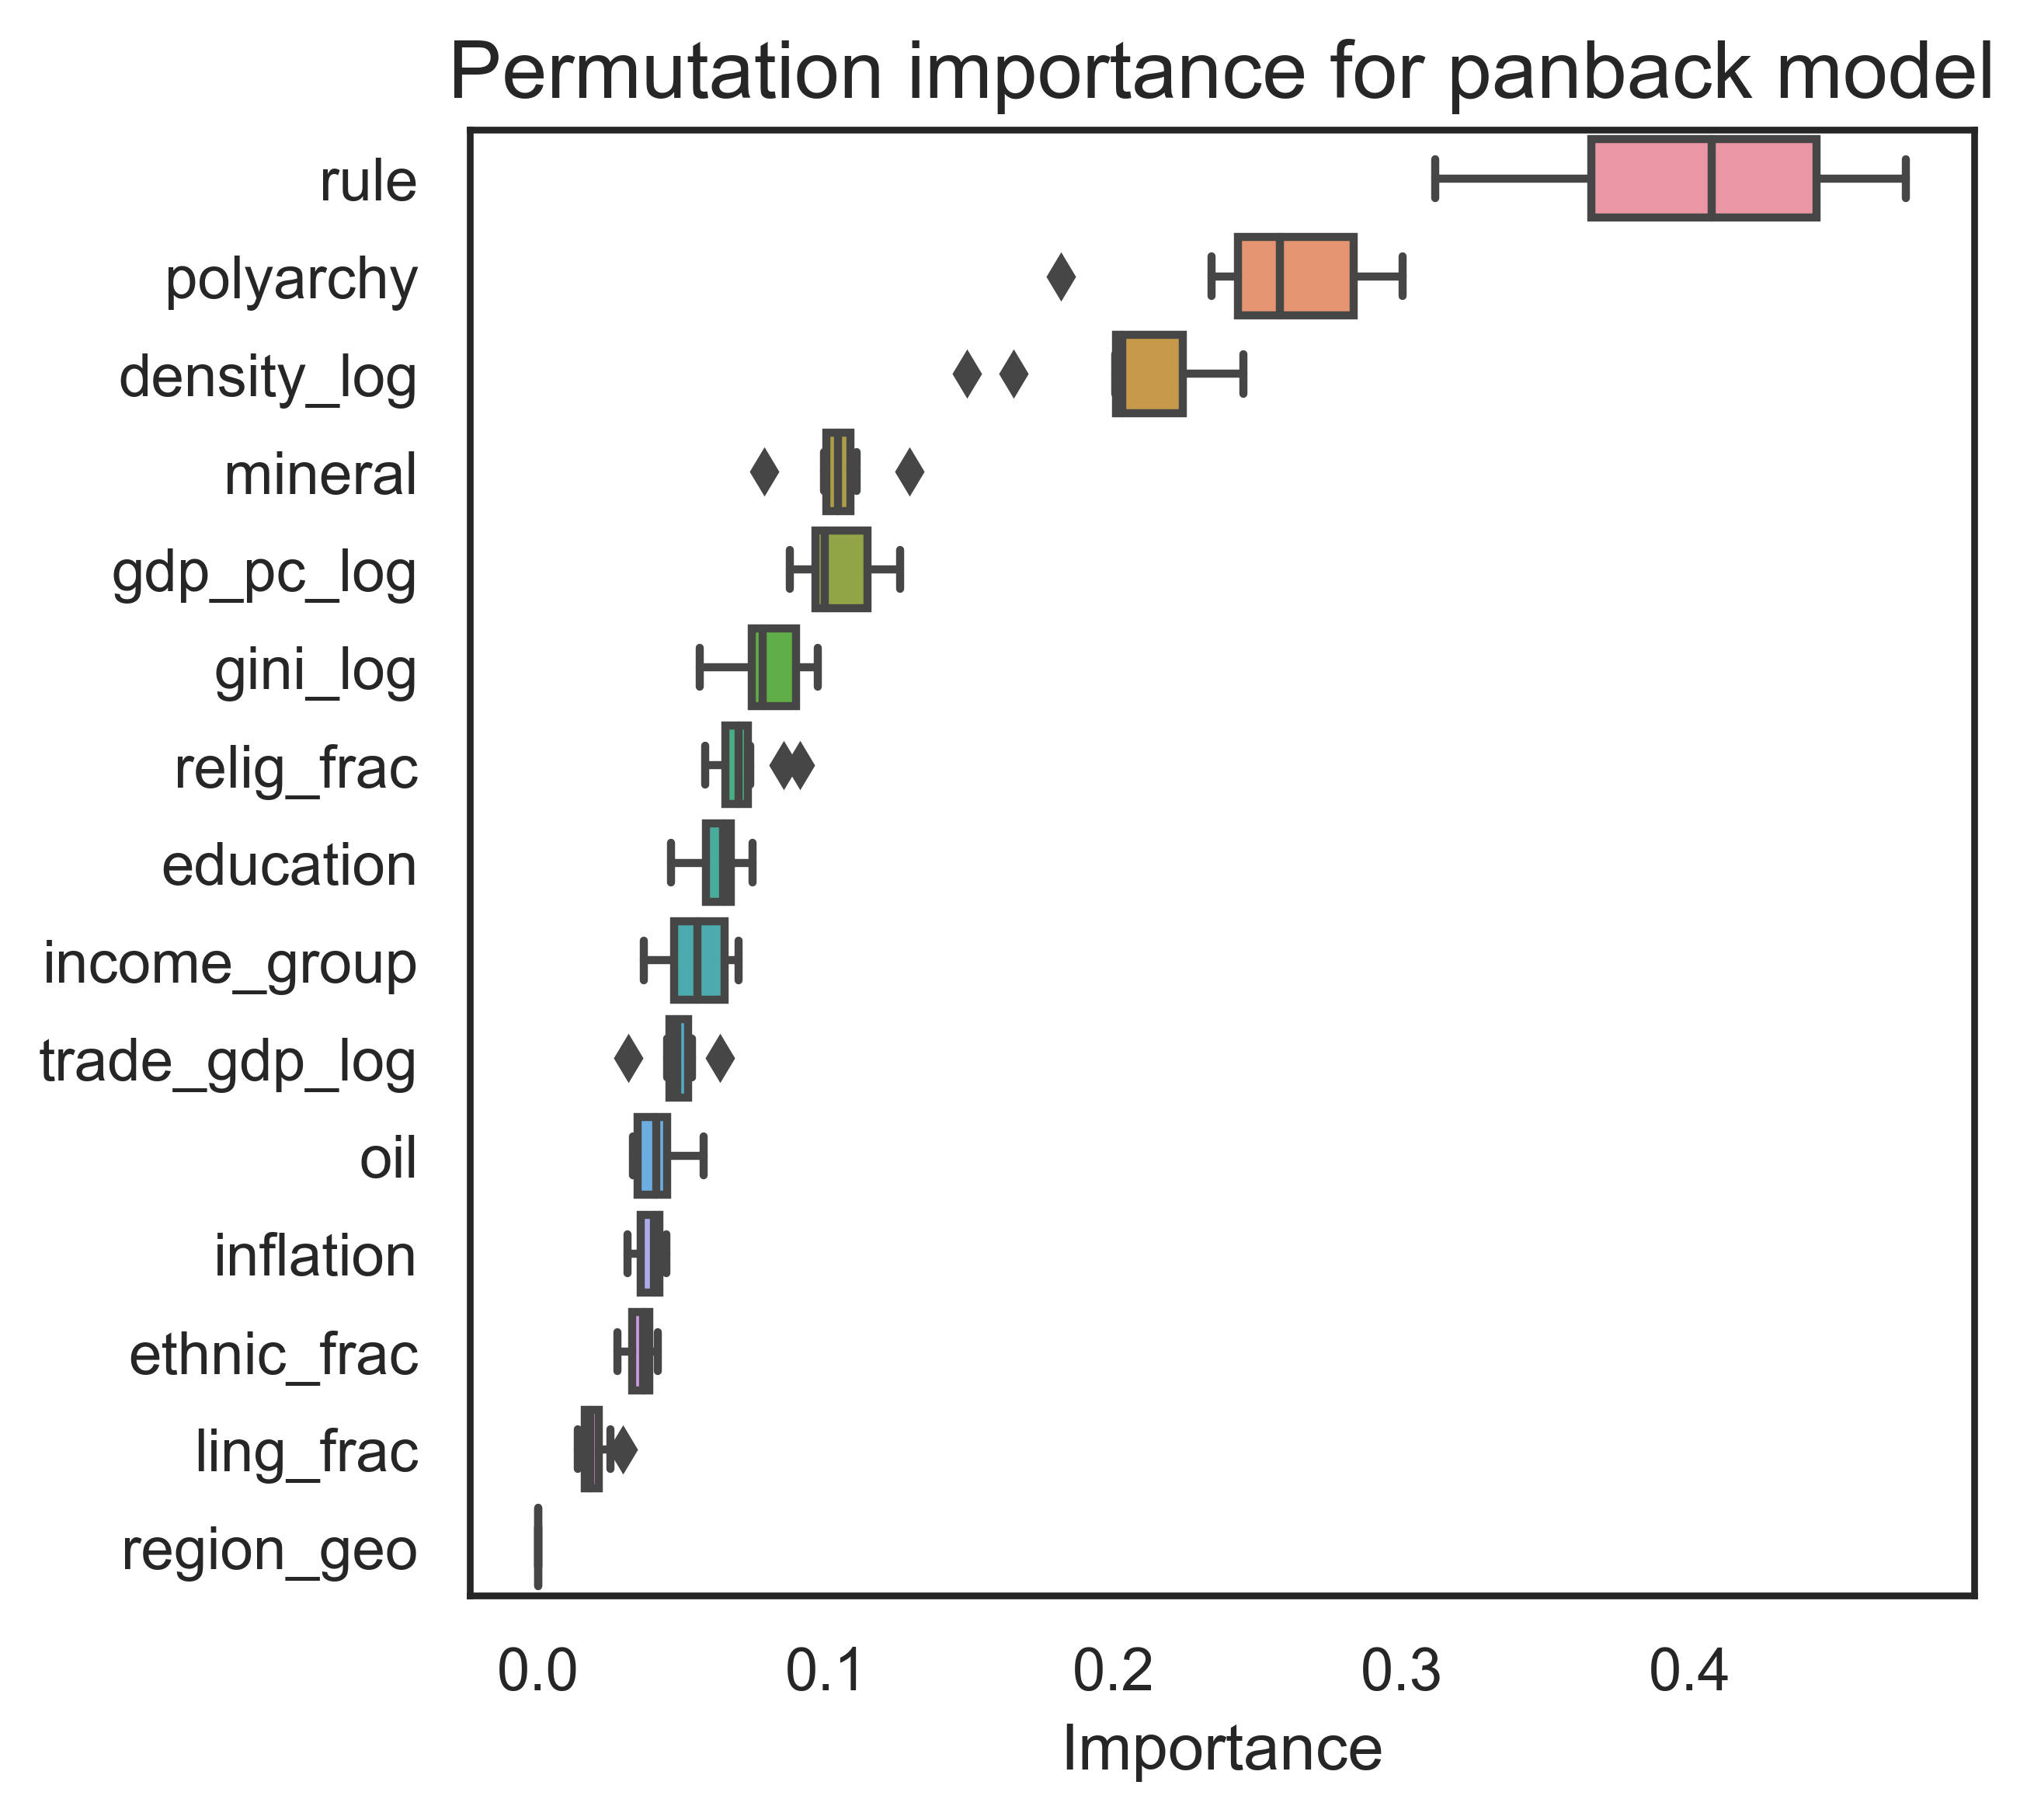 Permutation importance for panback model
rule
polyarchy
density_log
mineral
gdp_pc_log
gini_log
relig_frac
education
income_group
trade_gdp_log
oil
inflation
ethnic_frac
ling_frac
region_geo
0.0 0.1 0.2 0.3 0.4
Importance